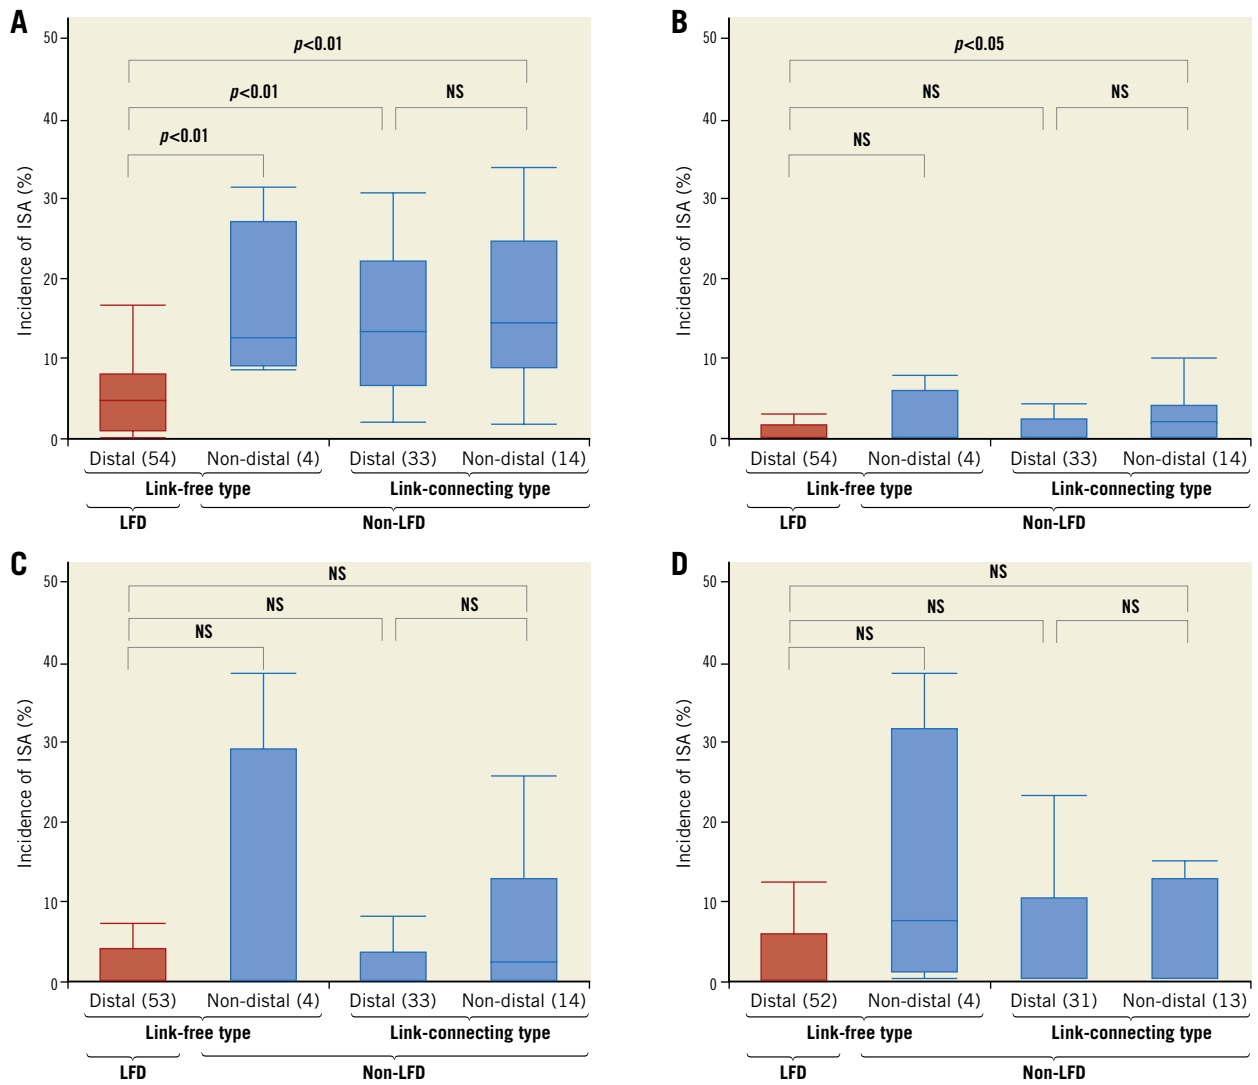 A
Incidence of ISA (%)
50
40
30
20
10
0
p<0.01
p<0.01
NS
p<0.01
Distal (54) Non-distal (4) Distal (33) Non-distal (14)
Link-free type Link-connecting type
LFD Non-LFD
B
Incidence of ISA (%)
50
40
30
20
10
0
p<0.05
NS
NS
NS
Distal (54) Non-distal (4) Distal (33) Non-distal (14)
Link-free type Link-connecting type
LFD Non-LFD
C
Incidence of ISA (%)
50
40
30
20
10
0
NS
NS
NS
NS
Distal (53) Non-distal (4) Distal (33) Non-distal (14)
Link-free type Link-connecting type
LFD Non-LFD
D
Incidence of ISA (%)
50
40
30
20
10
0
NS
NS
NS
NS
Distal (52) Non-distal (4) Distal (31) Non-distal (13)
Link-free type Link-connecting type
LFD Non-LFD